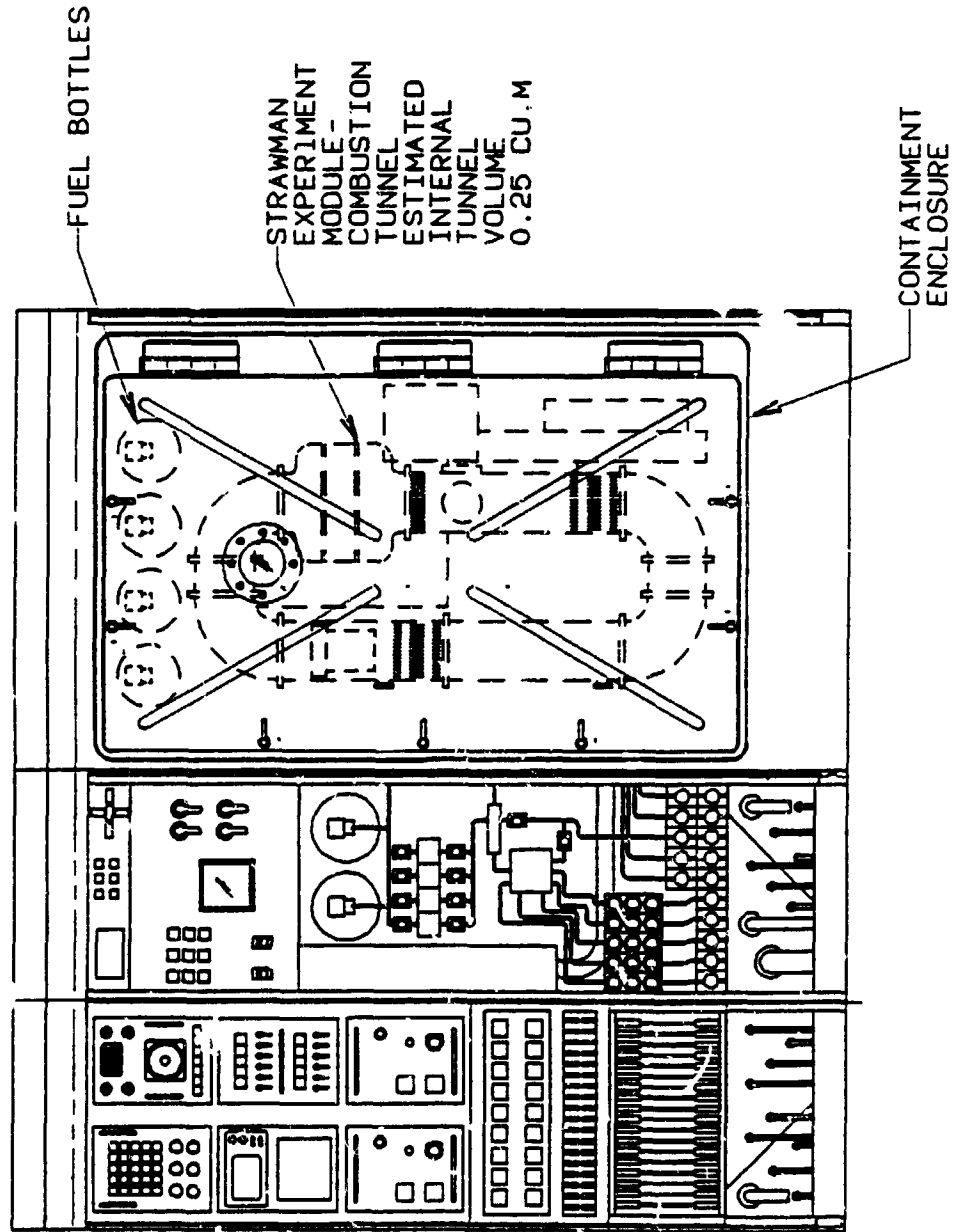 FUEL BOTTLES
STRAWMAN
EXPERIMENT
MODULE-
COMBUSTION
TUNNEL
ESTIMATED
INTERNAL
TUNNEL
VOLUME
0.25 CU.M
CONTAINMENT
ENCLOSURE